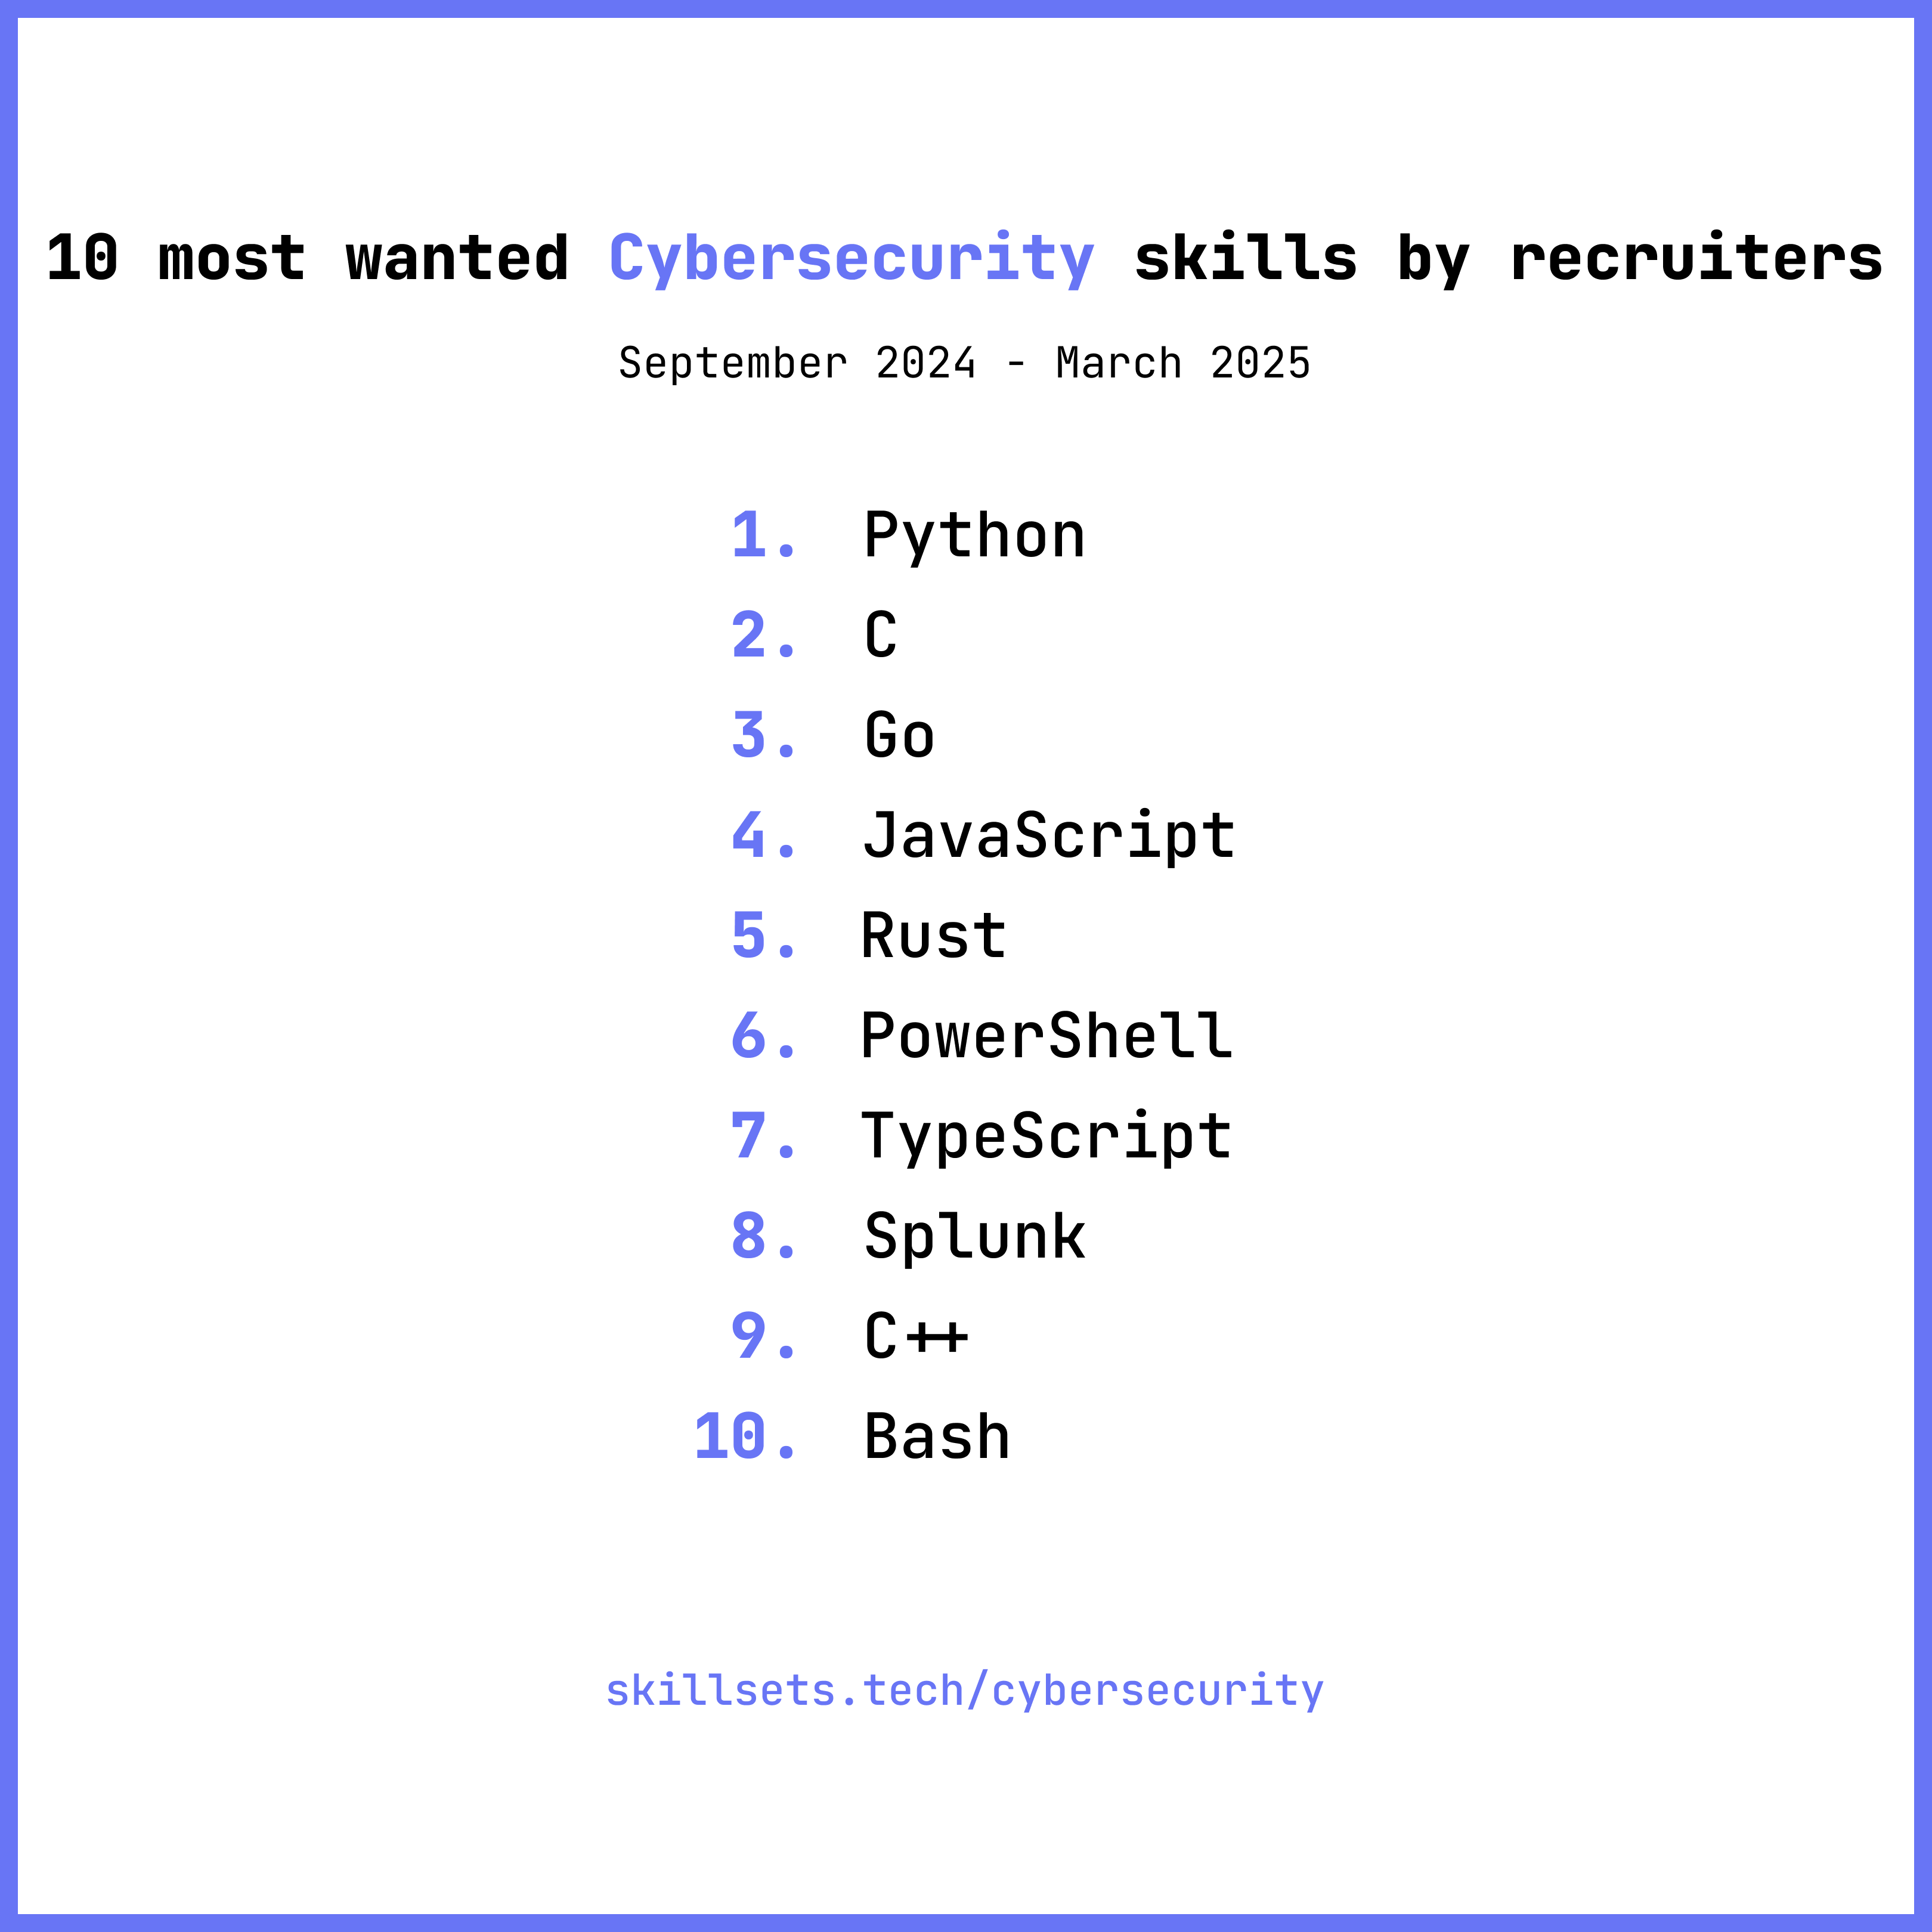 10 most wanted Cybersecurity skills by recruiters
September 2024 - March 2025
1. Python
2. C
3. Go
4. JavaScript
5. Rust
6. PowerShell
7. TypeScript
8. Splunk
9. C++
10. Bash
skillsets.tech/cybersecurity